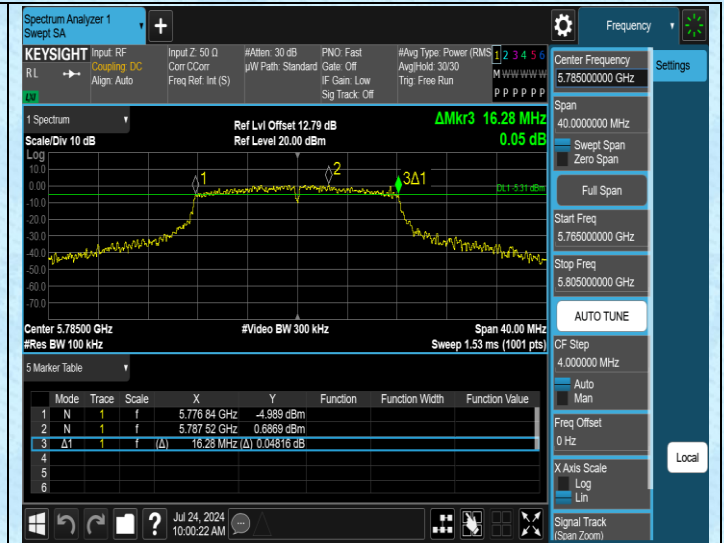 Spectrum Analyzer 1
Swept SA
Frequency
KEYSIGHT
R L
LXI
Input: RF
Coupling: DC
Align: Auto
Input Z: 50 Ω
Corr CCorr
Freq Ref: Int (S)
#Atten: 30 dB
µW Path: Standard
PNO: Fast
Gate: Off
IF Gain: Low
Sig Track: Off
#Avg Type: Power (RMS
Avg|Hold: 30/30
Trig: Free Run
1 2 3 4 5 6
M W W W W W
P P P P P P
1 Spectrum
Scale/Div 10 dB
Ref Lvl Offset 12.79 dB
Ref Level 20.00 dBm
ΔMkr3 16.28 MHz
0.05 dB
Log
10.0
0.00
-10.0
-20.0
-30.0
-40.0
-50.0
-60.0
-70.0
1
2
3Δ1
DL1 -5.31 dBm
Center 5.78500 GHz
#Res BW 100 kHz
#Video BW 300 kHz
Span 40.00 MHz
Sweep 1.53 ms (1001 pts)
5 Marker Table
Mode Trace Scale X Y Function Function Width Function Value
1 N 1 f 5.776 84 GHz -4.989 dBm
2 N 1 f 5.787 52 GHz 0.6869 dBm
3 Δ1 1 f (Δ) 16.28 MHz (Δ) 0.04816 dB
4
5
6
Jul 24, 2024
10:00:22 AM
Center Frequency
5.785000000 GHz
Span
40.0000000 MHz
Swept Span
Zero Span
Full Span
Start Freq
5.765000000 GHz
Stop Freq
5.805000000 GHz
AUTO TUNE
CF Step
4.000000 MHz
Auto
Man
Freq Offset
0 Hz
X Axis Scale
Log
Lin
Signal Track
(Span Zoom)
Settings
Local